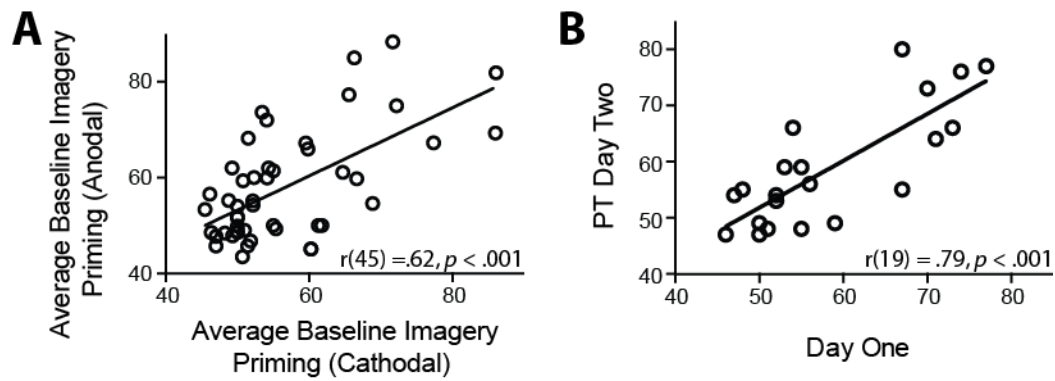 A
Average Baseline Imagery
Priming (Anodal)
80
60
40
r(45) =.62, p < .001
40
60
80
Average Baseline Imagery
Priming (Cathodal)
B
PT Day Two
80
70
60
50
40
r(19) =.79, p <.001
40
50
60
70
80
Day One